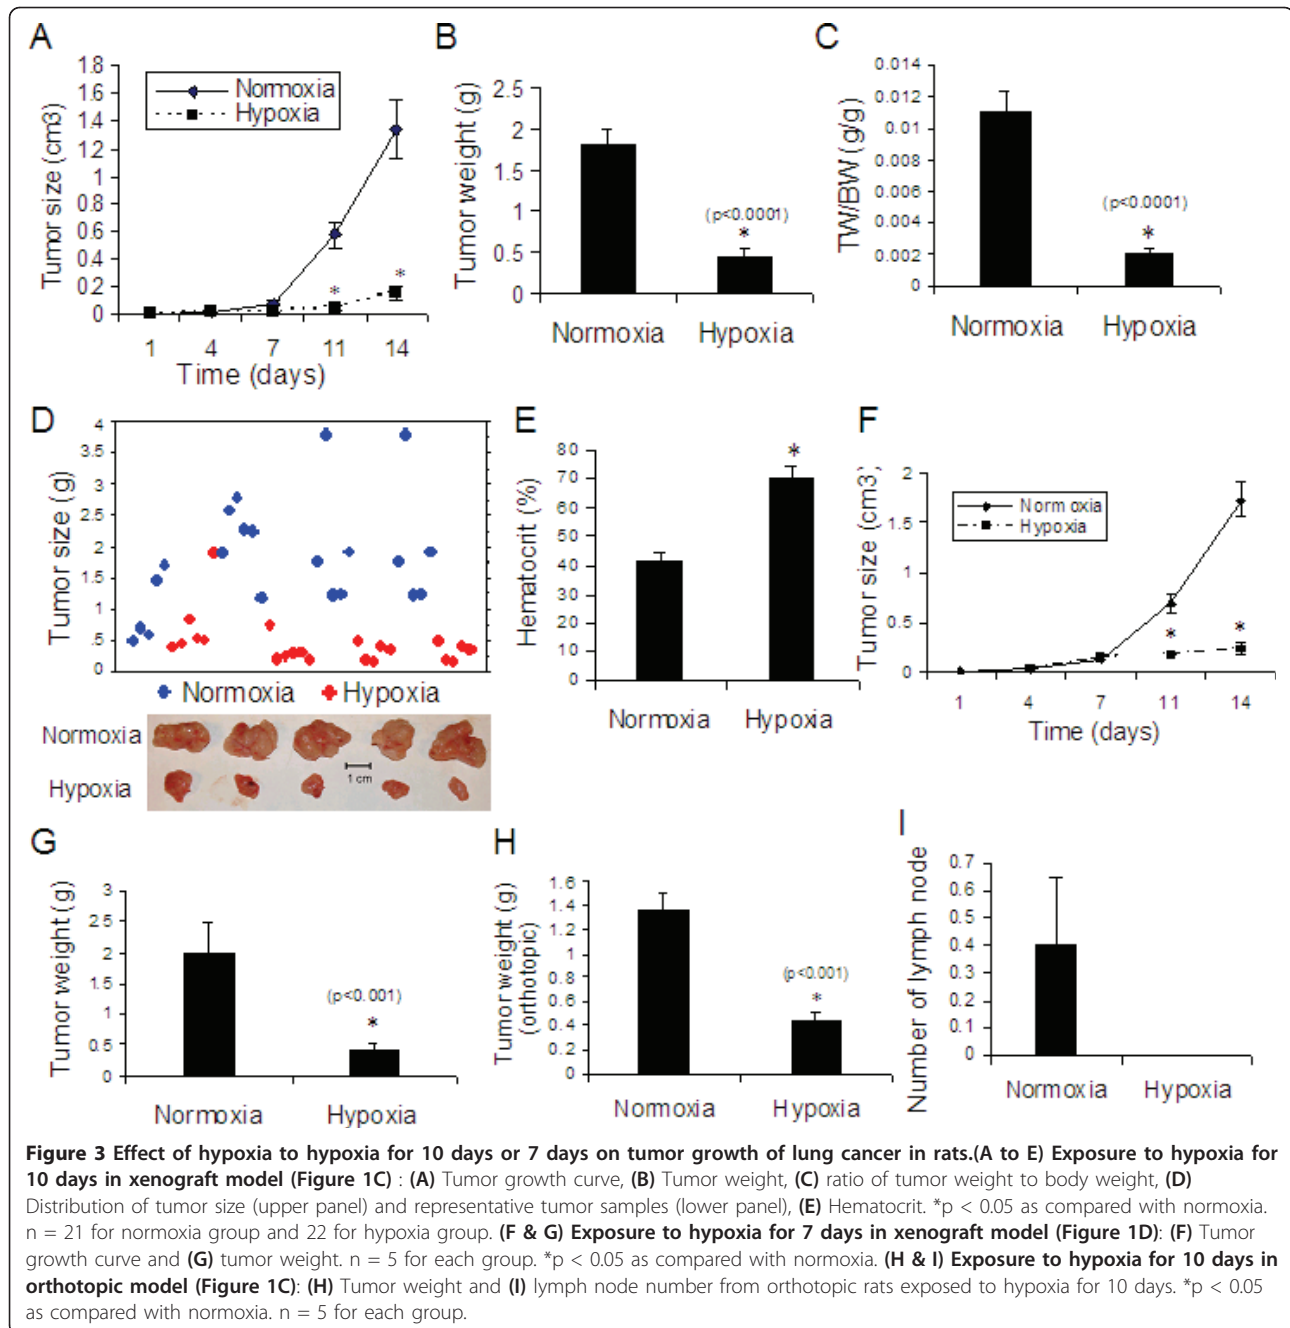 A
Tumor size (cm3)
1.8
1.6
1.4
1.2
1
0.8
0.6
0.4
0.2
0
Normoxia
Hypoxia
*
*
1 4 7 11 14
Time (days)
B
Tumor weight (g)
2.5
2
1.5
1
0.5
0
(p<0.0001)
*
Normoxia Hypoxia
C
TW/BW (g/g)
0.014
0.012
0.01
0.008
0.006
0.004
0.002
0
(p<0.0001)
*
Normoxia Hypoxia
D
Tumor size (g)
4
3.5
3
2.5
2
1.5
1
.5
0
Normoxia Hypoxia
Normoxia
Hypoxia
1 cm
E
Hematocrit (%)
80
70
60
50
40
30
20
10
0
*
Normoxia Hypoxia
F
Tumor size (cm3)
2
1.5
1
0.5
0
Normoxia
Hypoxia
*
*
1 4 7 11 14
Time (days)
G
Tumor weight (g)
3
2.5
2
1.5
1
0.5
0
(p<0.001)
*
Normoxia Hypoxia
H
Tumor weight (g)
(orthotopic)
1.6
1.4
1.2
1
0.8
0.6
0.4
0.2
0
(p<0.001)
*
Normoxia Hypoxia
I
Number of lymph node
0.7
0.6
0.5
0.4
0.3
0.2
0.1
0
Normoxia Hypoxia
Figure 3 Effect of hypoxia to hypoxia for 10 days or 7 days on tumor growth of lung cancer in rats.(A to E) Exposure to hypoxia for
10 days in xenograft model (Figure 1C) : (A) Tumor growth curve, (B) Tumor weight, (C) ratio of tumor weight to body weight, (D)
Distribution of tumor size (upper panel) and representative tumor samples (lower panel), (E) Hematocrit. *p < 0.05 as compared with normoxia.
n = 21 for normoxia group and 22 for hypoxia group. (F & G) Exposure to hypoxia for 7 days in xenograft model (Figure 1D): (F) Tumor
growth curve and (G) tumor weight. n = 5 for each group. *p < 0.05 as compared with normoxia. (H & I) Exposure to hypoxia for 10 days in
orthotopic model (Figure 1C): (H) Tumor weight and (I) lymph node number from orthotopic rats exposed to hypoxia for 10 days. *p < 0.05
as compared with normoxia. n = 5 for each group.